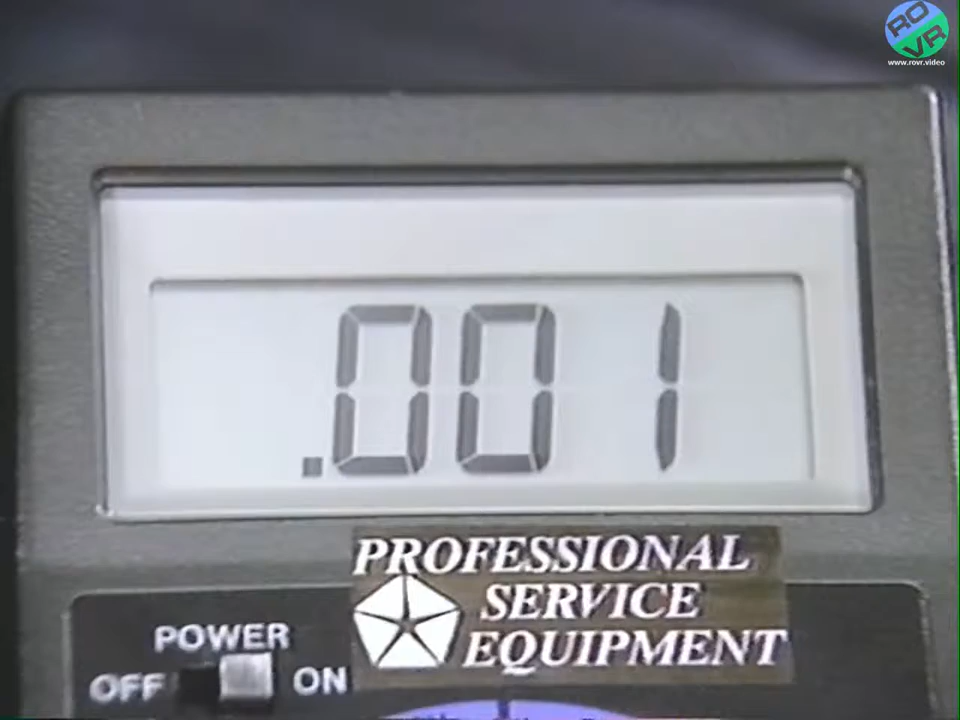 RO
VR
www.rovr.video
.001
PROFESSIONAL
SERVICE
EQUIPMENT
POWER
OFF ON